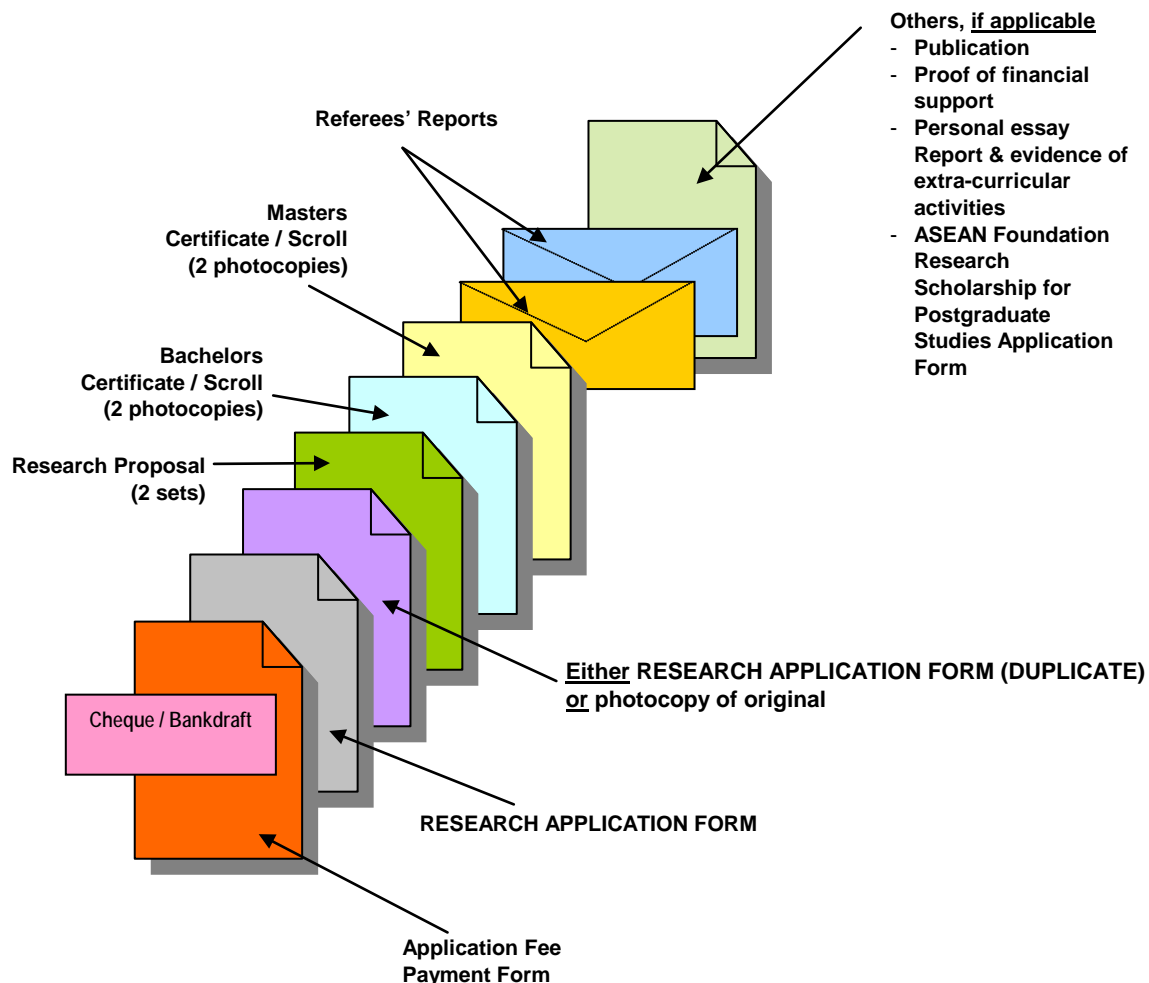 Others, if applicable
- Publication
- Proof of financial
support
- Personal essay
Report & evidence of
extra-curricular
activities
- ASEAN Foundation
Research
Scholarship for
Postgraduate
Studies Application
Form
Referees’ Reports
Masters
Certificate / Scroll
(2 photocopies)
Bachelors
Certificate / Scroll
(2 photocopies)
Research Proposal
(2 sets)
Either RESEARCH APPLICATION FORM (DUPLICATE)
or photocopy of original
Cheque / Bankdraft
RESEARCH APPLICATION FORM
Application Fee
Payment Form